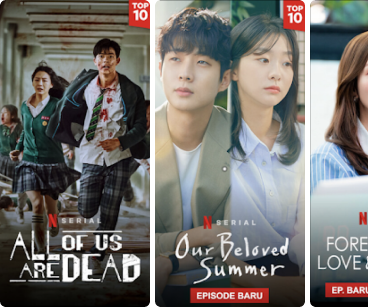 TOP
10
N SERIAL
ALL OF US
ARE DEAD
TOP
10
N SERIAL
Our Beloved
Summer
EPISODE BARU
N
FORE
LOVE &
EP. BARU